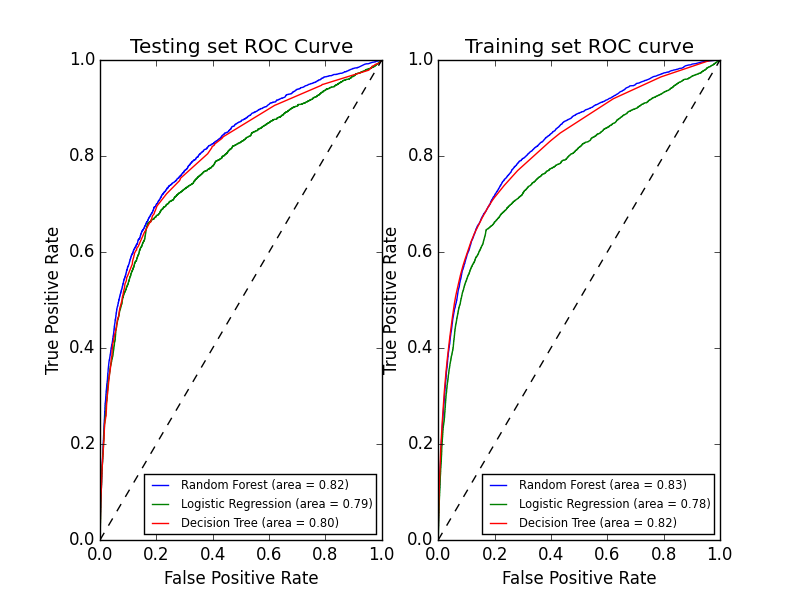 Testing set ROC Curve
1.0
0.8
0.6
0.4
0.2
0.0
True Positive Rate
Random Forest (area = 0.82)
Logistic Regression (area = 0.79)
Decision Tree (area = 0.80)
0.0 0.2 0.4 0.6 0.8 1.0
False Positive Rate
Training set ROC curve
1.0
0.8
0.6
0.4
0.2
0.0
True Positive Rate
Random Forest (area = 0.83)
Logistic Regression (area = 0.78)
Decision Tree (area = 0.82)
0.0 0.2 0.4 0.6 0.8 1.0
False Positive Rate